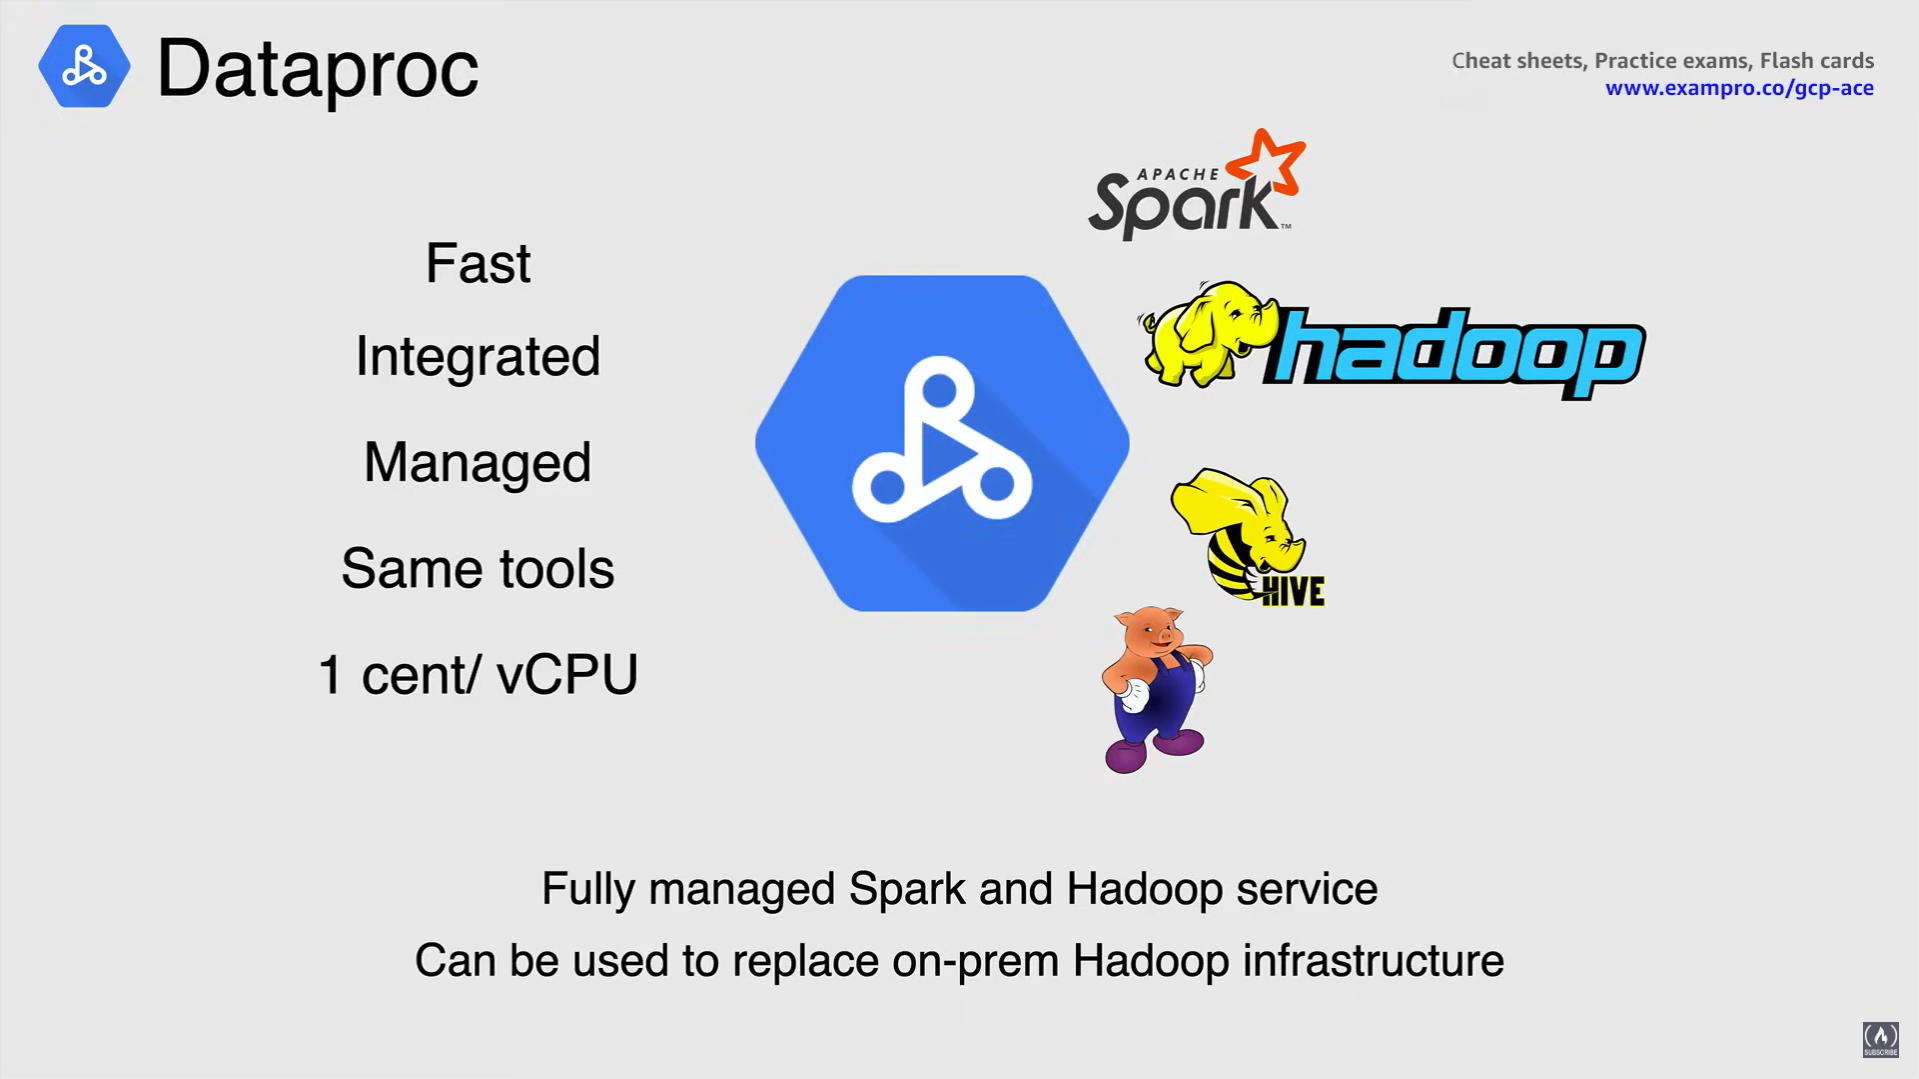 Dataproc
Cheat sheets, Practice exams, Flash cards
www.exampro.co/gcp-ace
Fast
Integrated
Managed
Same tools
1 cent/ vCPU
APACHE
Spark™
hadoop
HIVE
Fully managed Spark and Hadoop service
Can be used to replace on-prem Hadoop infrastructure
SUBSCRIBE